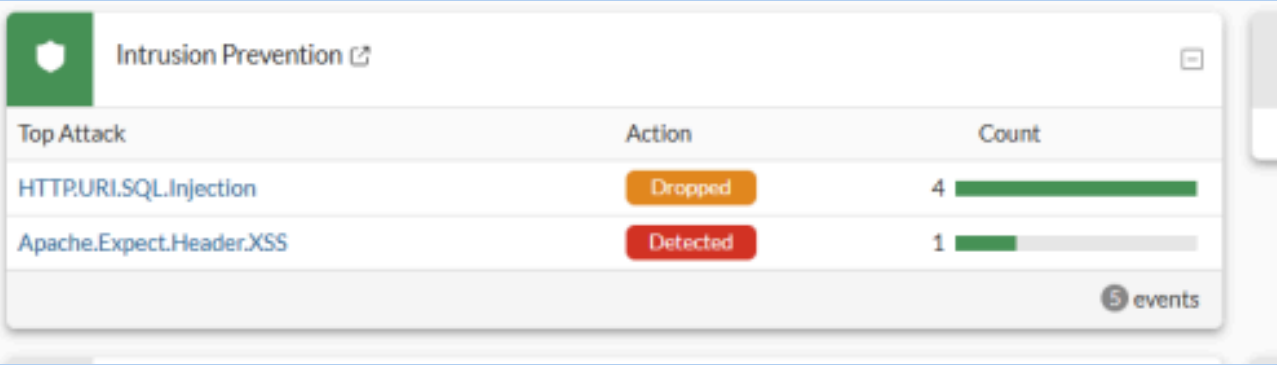 Intrusion Prevention
Top Attack Action Count
HTTP.URI.SQL.Injection Dropped 4
Apache.Expect.Header.XSS Detected 1
5 events